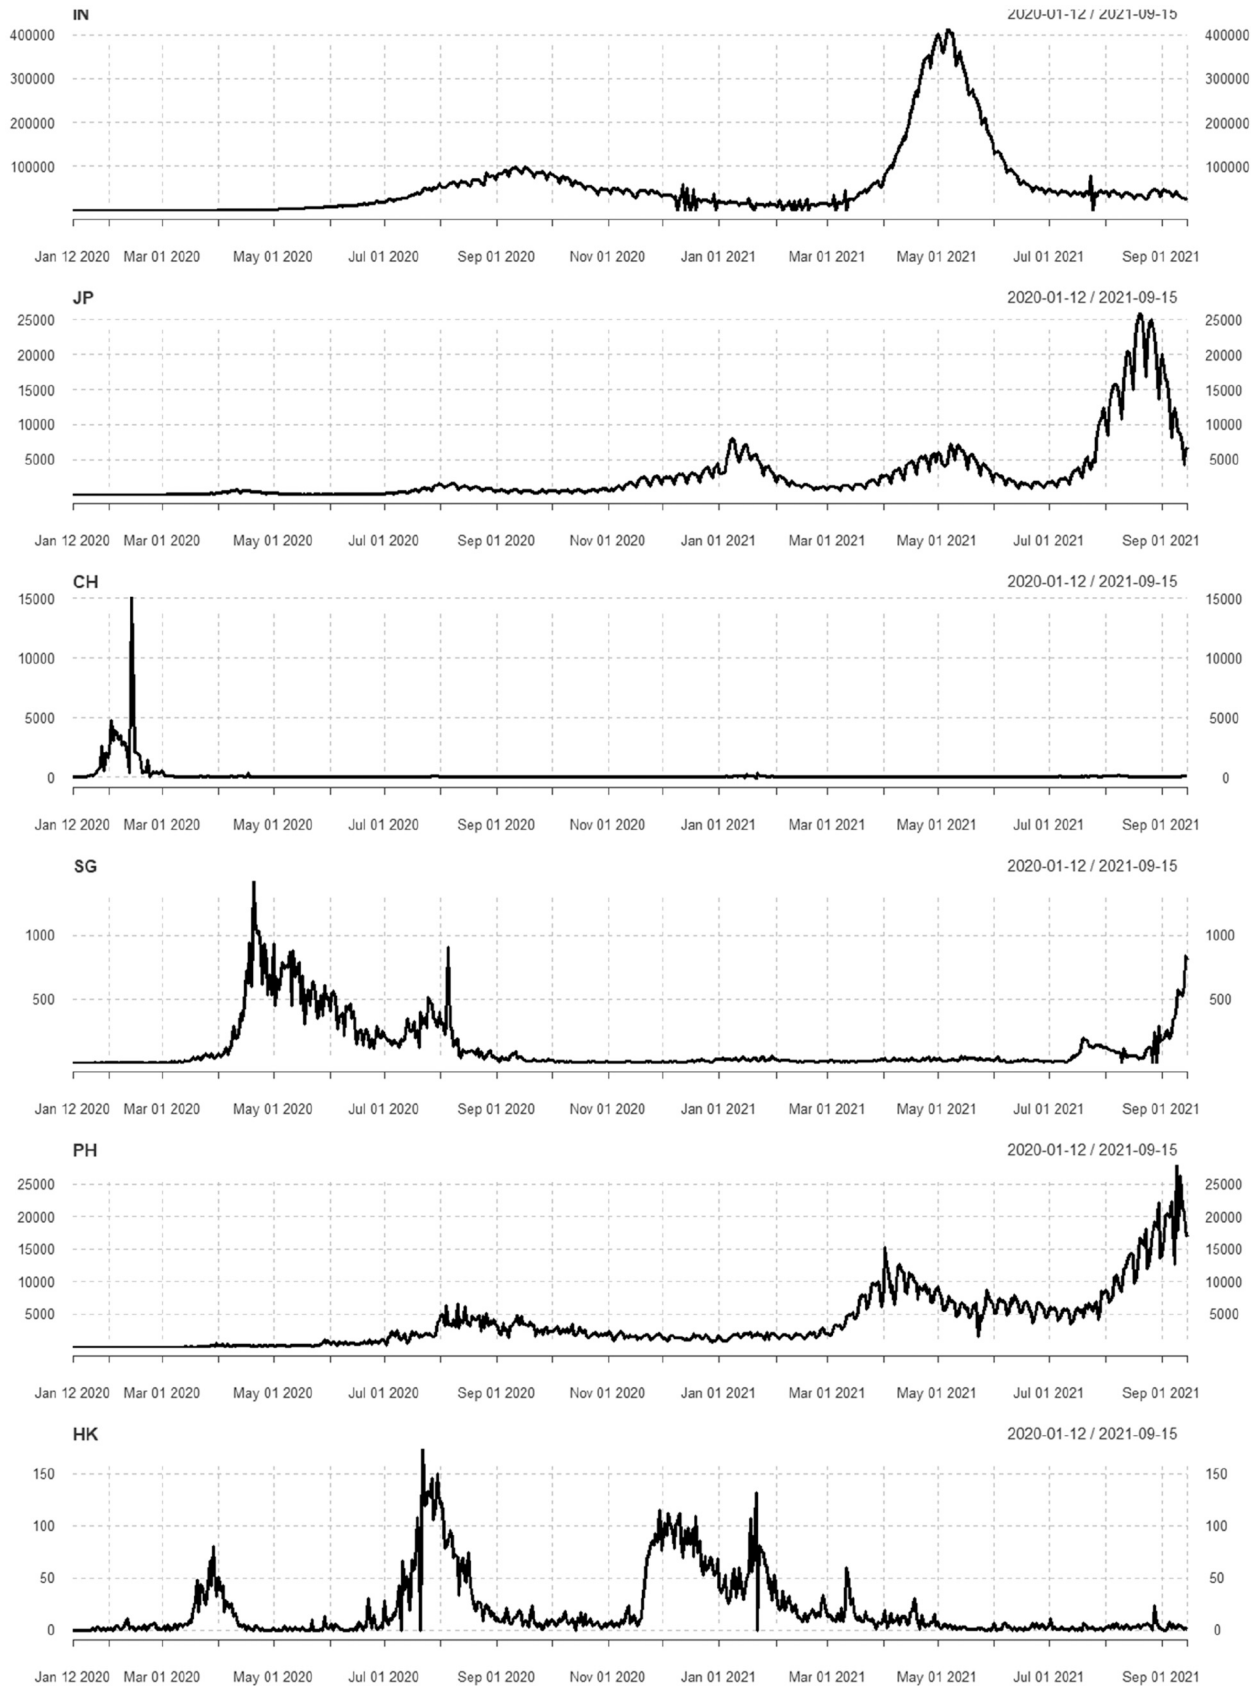 IN 2020-01-12 / 2021-09-15
400000 400000
300000 300000
200000 200000
100000 100000
Jan 12 2020 Mar 01 2020 May 01 2020 Jul 01 2020 Sep 01 2020 Nov 01 2020 Jan 01 2021 Mar 01 2021 May 01 2021 Jul 01 2021 Sep 01 2021
JP 2020-01-12 / 2021-09-15
25000 25000
20000 20000
15000 15000
10000 10000
5000 5000
Jan 12 2020 Mar 01 2020 May 01 2020 Jul 01 2020 Sep 01 2020 Nov 01 2020 Jan 01 2021 Mar 01 2021 May 01 2021 Jul 01 2021 Sep 01 2021
CH 2020-01-12 / 2021-09-15
15000 15000
10000 10000
5000 5000
0 0
Jan 12 2020 Mar 01 2020 May 01 2020 Jul 01 2020 Sep 01 2020 Nov 01 2020 Jan 01 2021 Mar 01 2021 May 01 2021 Jul 01 2021 Sep 01 2021
SG 2020-01-12 / 2021-09-15
1000 1000
500 500
Jan 12 2020 Mar 01 2020 May 01 2020 Jul 01 2020 Sep 01 2020 Nov 01 2020 Jan 01 2021 Mar 01 2021 May 01 2021 Jul 01 2021 Sep 01 2021
PH 2020-01-12 / 2021-09-15
25000 25000
20000 20000
15000 15000
10000 10000
5000 5000
Jan 12 2020 Mar 01 2020 May 01 2020 Jul 01 2020 Sep 01 2020 Nov 01 2020 Jan 01 2021 Mar 01 2021 May 01 2021 Jul 01 2021 Sep 01 2021
HK 2020-01-12 / 2021-09-15
150 150
100 100
50 50
0 0
Jan 12 2020 Mar 01 2020 May 01 2020 Jul 01 2020 Sep 01 2020 Nov 01 2020 Jan 01 2021 Mar 01 2021 May 01 2021 Jul 01 2021 Sep 01 2021